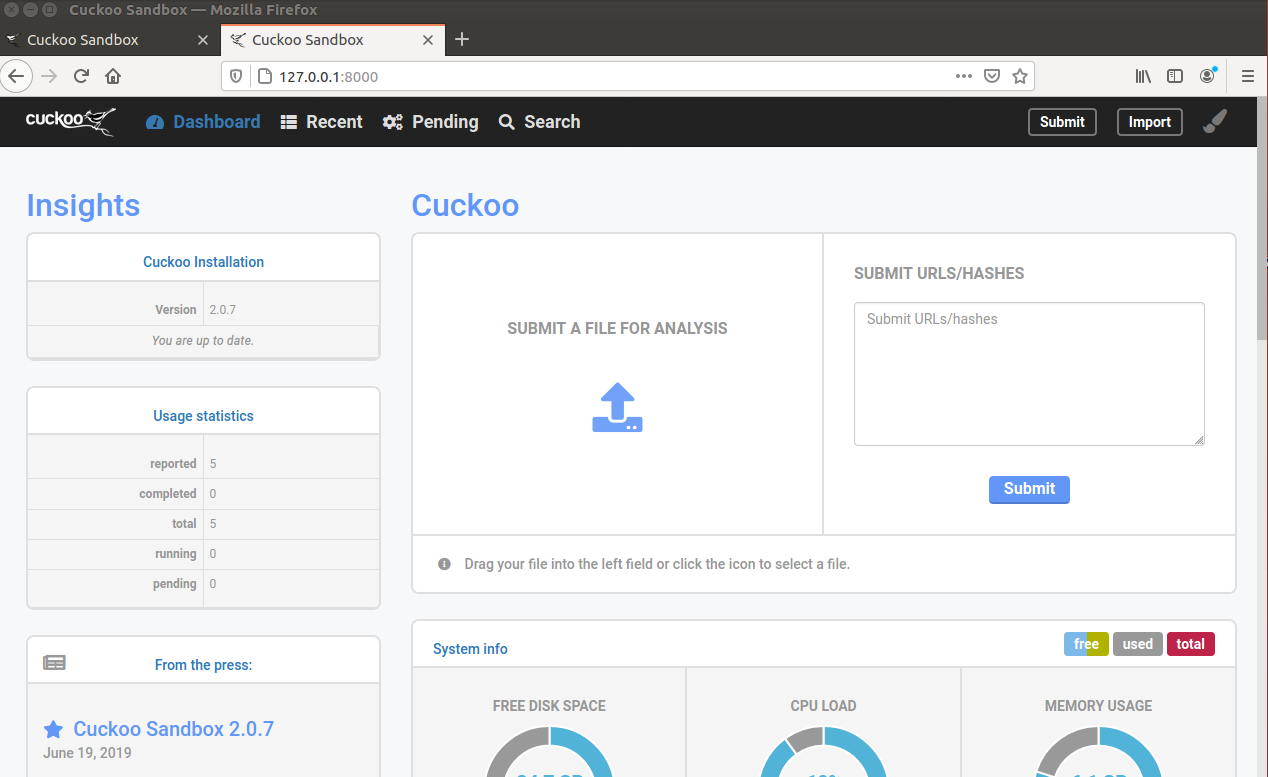 Cuckoo Sandbox — Mozilla Firefox
Cuckoo Sandbox
Cuckoo Sandbox
127.0.0.1:8000
cuckoo
Dashboard
Recent
Pending
Search
Submit
Import
Insights
Cuckoo Installation
Version 2.0.7
You are up to date.
Usage statistics
reported 5
completed 0
total 5
running 0
pending 0
From the press:
Cuckoo Sandbox 2.0.7
June 19, 2019
Cuckoo
SUBMIT A FILE FOR ANALYSIS
SUBMIT URLS/HASHES
Submit URLs/hashes
Submit
Drag your file into the left field or click the icon to select a file.
System info
free
used
total
FREE DISK SPACE
CPU LOAD
MEMORY USAGE